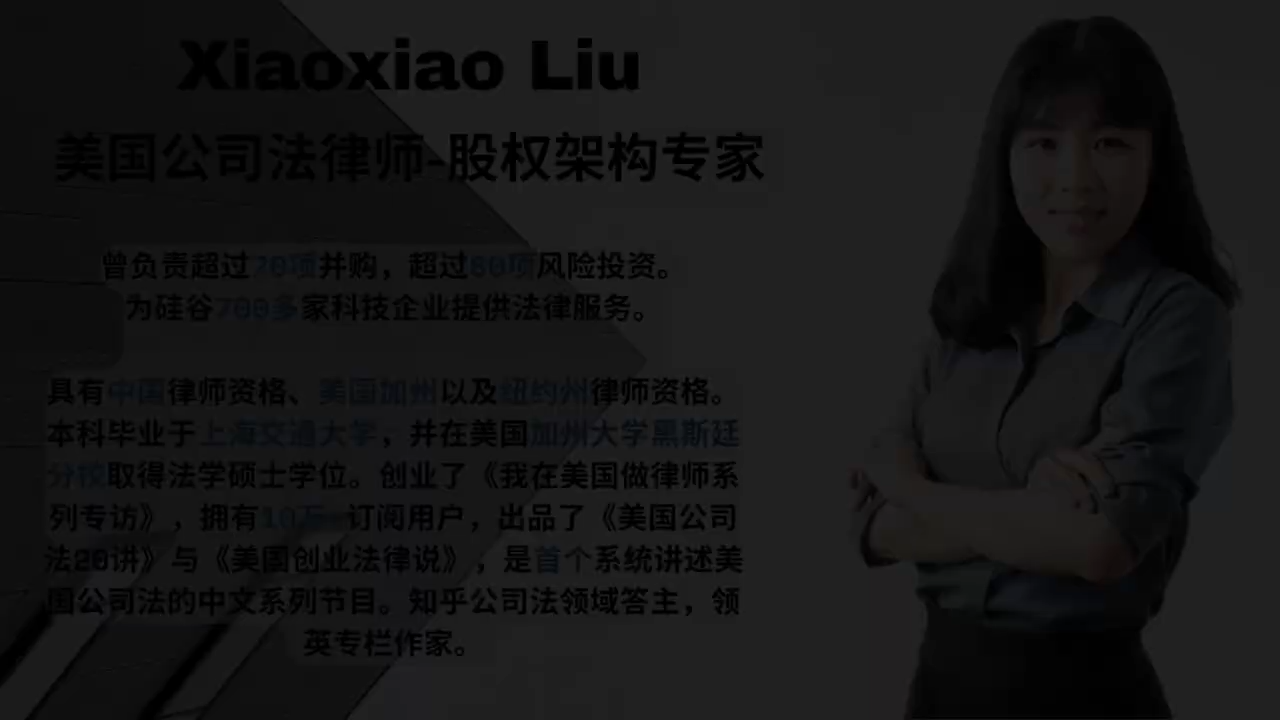 Xiaoxiao Liu
美国公司法律师-股权架构专家
曾负责超过70项并购，超过80项风险投资。
为硅谷700多家科技企业提供法律服务。
具有中国律师资格、美国加州以及纽约州律师资格。
本科毕业于上海交通大学，并在美国加州大学黑斯廷
分校取得法学硕士学位。创业了《我在美国做律师系
列专访》，拥有10万+订阅用户，出品了《美国公司
法20讲》与《美国创业法律说》，是首个系统讲述美
国公司法的中文系列节目。知乎公司法领域答主，领
英专栏作家。